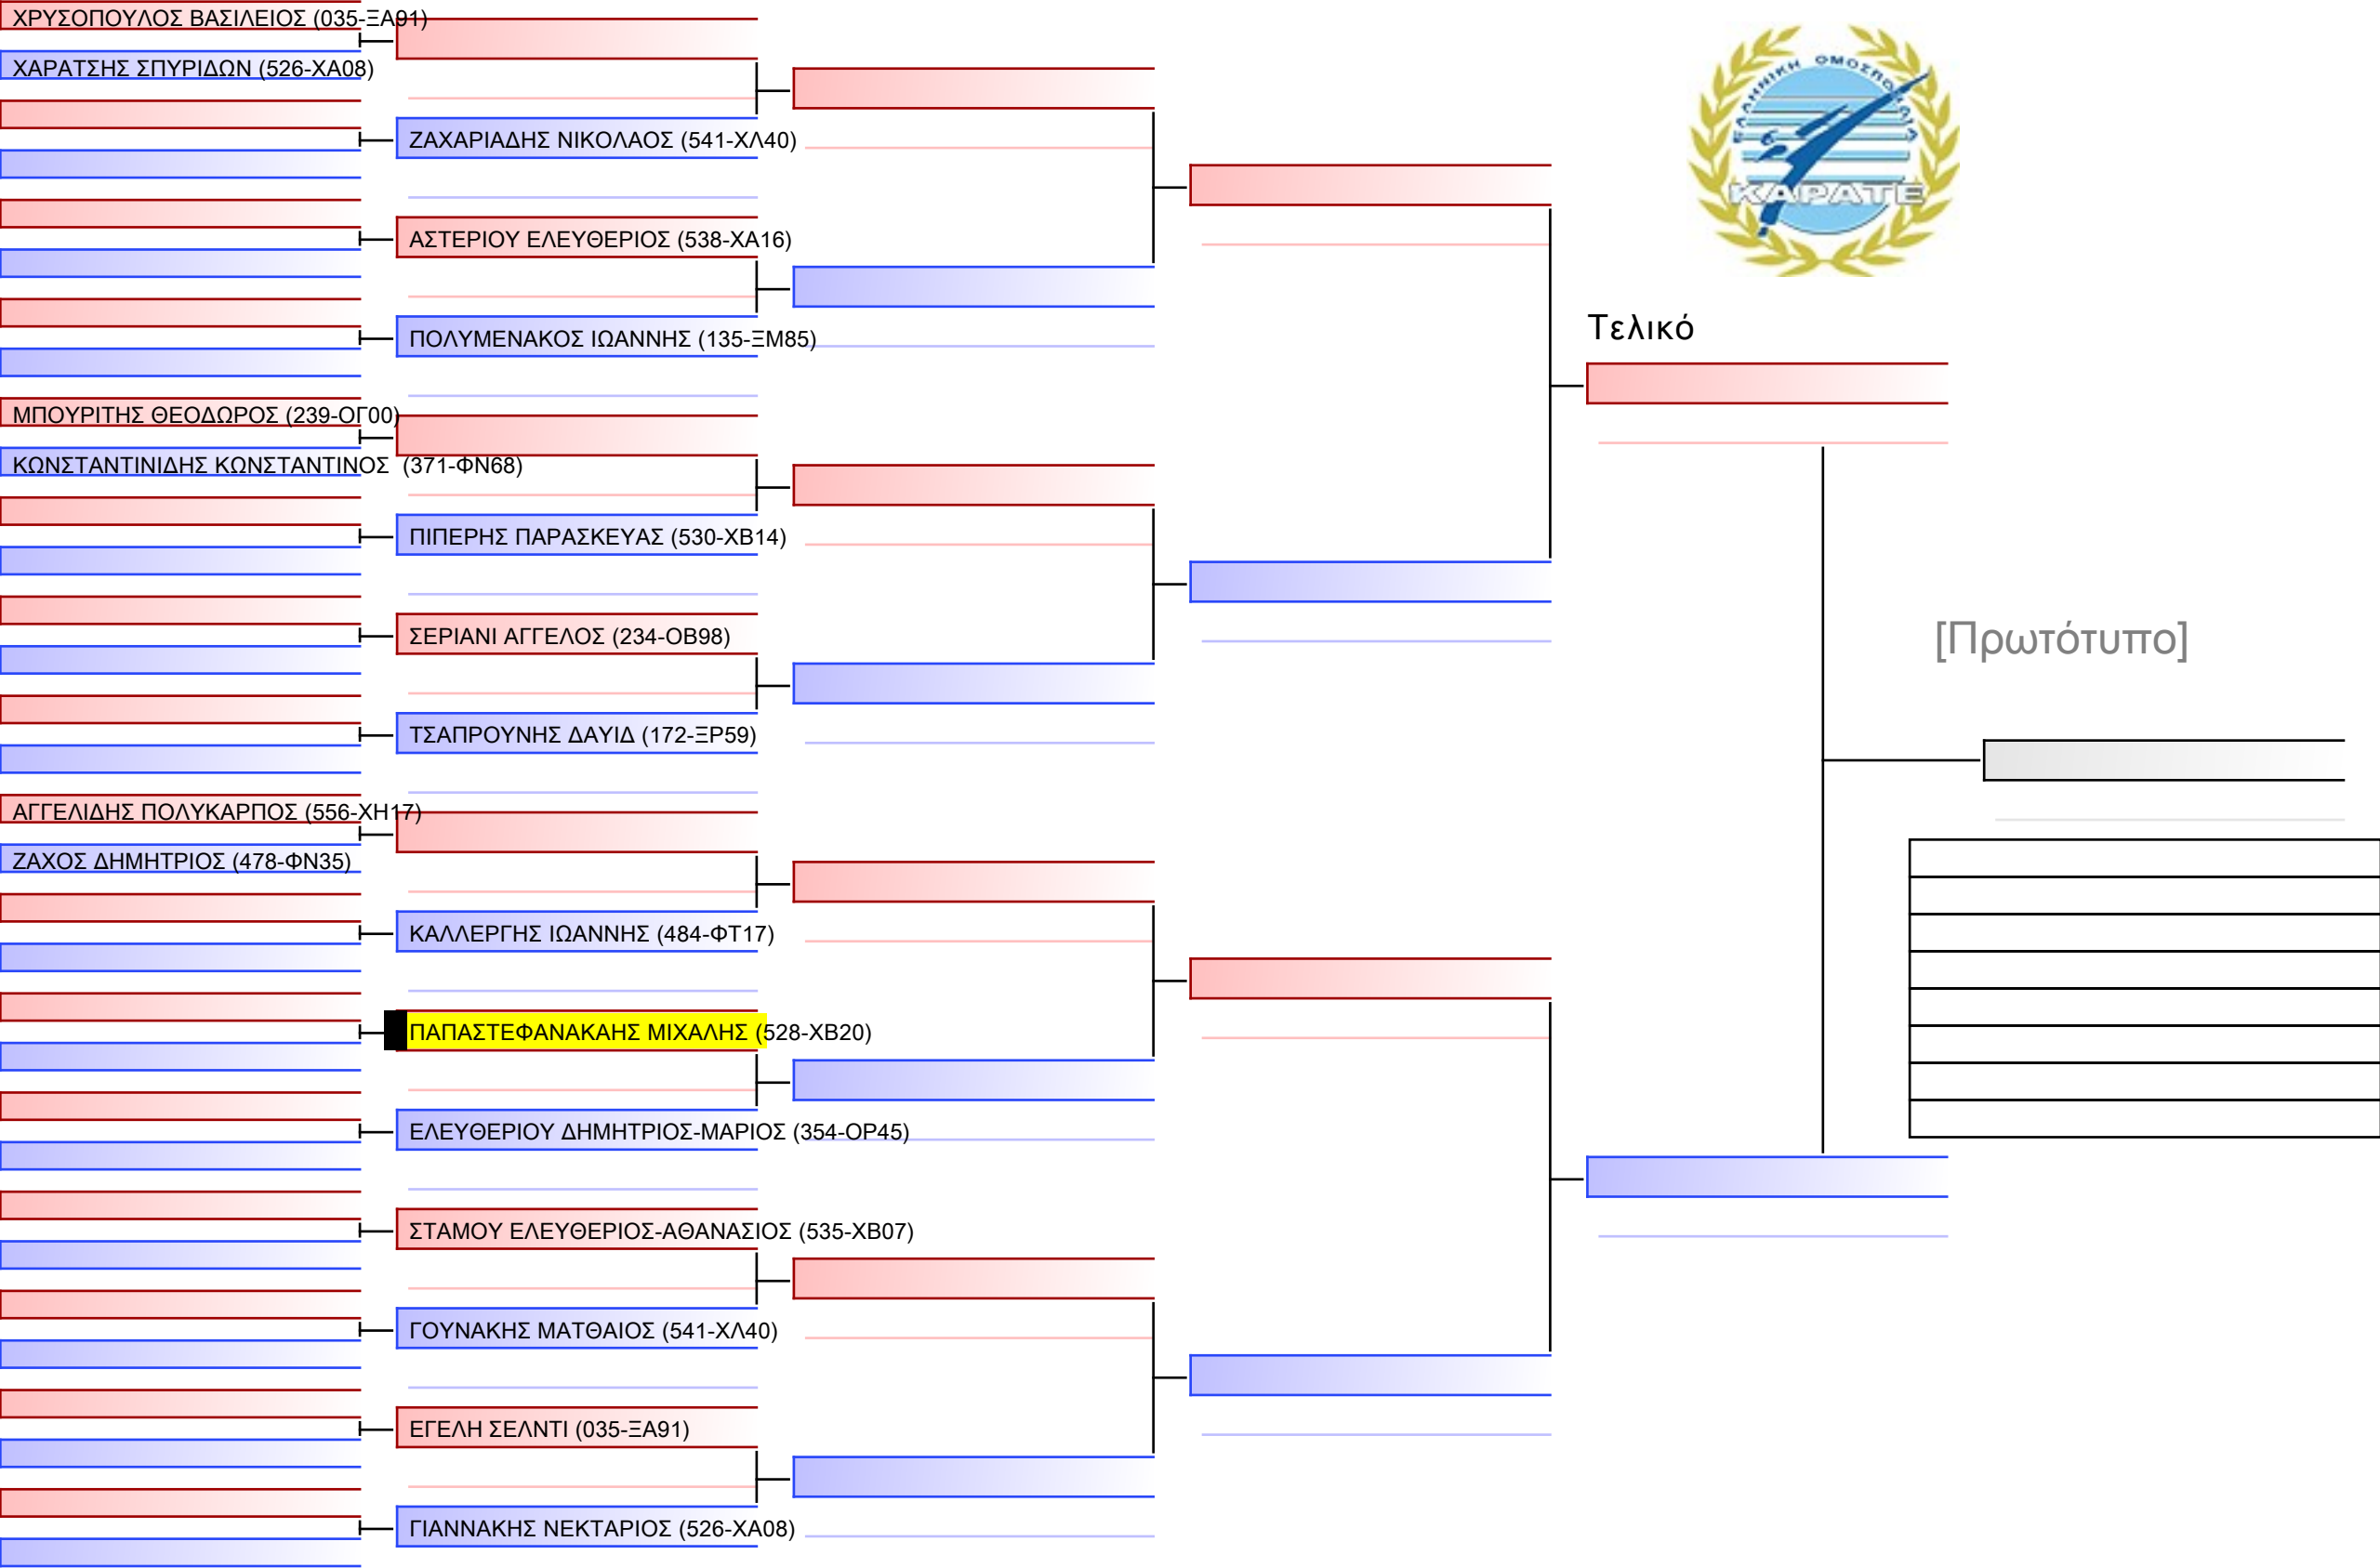 ΧΡΥΣΟΠΟΥΛΟΣ ΒΑΣΙΛΕΙΟΣ (035-ΞΑ91)
ΧΑΡΑΤΣΗΣ ΣΠΥΡΙΔΩΝ (526-ΧΑ08)
ΖΑΧΑΡΙΑΔΗΣ ΝΙΚΟΛΑΟΣ (541-ΧΛ40)
ΑΣΤΕΡΙΟΥ ΕΛΕΥΘΕΡΙΟΣ (538-ΧΑ16)
ΠΟΛΥΜΕΝΑΚΟΣ ΙΩΑΝΝΗΣ (135-ΞΜ85)
ΜΠΟΥΡΙΤΗΣ ΘΕΟΔΩΡΟΣ (239-ΟΓ00)
ΚΩΝΣΤΑΝΤΙΝΙΔΗΣ ΚΩΝΣΤΑΝΤΙΝΟΣ (371-ΦΝ68)
ΠΙΠΕΡΗΣ ΠΑΡΑΣΚΕΥΑΣ (530-ΧΒ14)
ΣΕΡΙΑΝΙ ΑΓΓΕΛΟΣ (234-ΟΒ98)
ΤΣΑΠΡΟΥΝΗΣ ΔΑΥΙΔ (172-ΞΡ59)
ΑΓΓΕΛΙΔΗΣ ΠΟΛΥΚΑΡΠΟΣ (556-ΧΗ17)
ΖΑΧΟΣ ΔΗΜΗΤΡΙΟΣ (478-ΦΝ35)
ΚΑΛΛΕΡΓΗΣ ΙΩΑΝΝΗΣ (484-ΦΤ17)
ΠΑΠΑΣΤΕΦΑΝΑΚΑΗΣ ΜΙΧΑΛΗΣ (528-ΧΒ20)
ΕΛΕΥΘΕΡΙΟΥ ΔΗΜΗΤΡΙΟΣ-ΜΑΡΙΟΣ (354-ΟΡ45)
ΣΤΑΜΟΥ ΕΛΕΥΘΕΡΙΟΣ-ΑΘΑΝΑΣΙΟΣ (535-ΧΒ07)
ΓΟΥΝΑΚΗΣ ΜΑΤΘΑΙΟΣ (541-ΧΛ40)
ΕΓΕΛΗ ΣΕΛΝΤΙ (035-ΞΑ91)
ΓΙΑΝΝΑΚΗΣ ΝΕΚΤΑΡΙΟΣ (526-ΧΑ08)
ΕΛΛΗΝΙΚΗ ΟΜΟΣΠΟΝΔΙΑ
ΚΑΡΑΤΕ
Τελικό
[Πρωτότυπο]